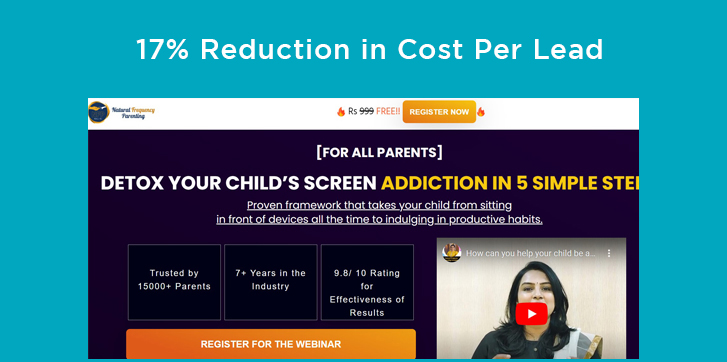 17% Reduction in Cost Per Lead
Natural Frequency
Parenting
Rs 999 FREE!!
REGISTER NOW
[FOR ALL PARENTS]
DETOX YOUR CHILD'S SCREEN ADDICTION IN 5 SIMPLE STE
Proven framework that takes your child from sitting
in front of devices all the time to indulging in productive habits.
Trusted by
15000+ Parents
7+ Years in the
Industry
9.8/ 10 Rating
for
Effectiveness of
Results
How can you help your child be a...
REGISTER FOR THE WEBINAR